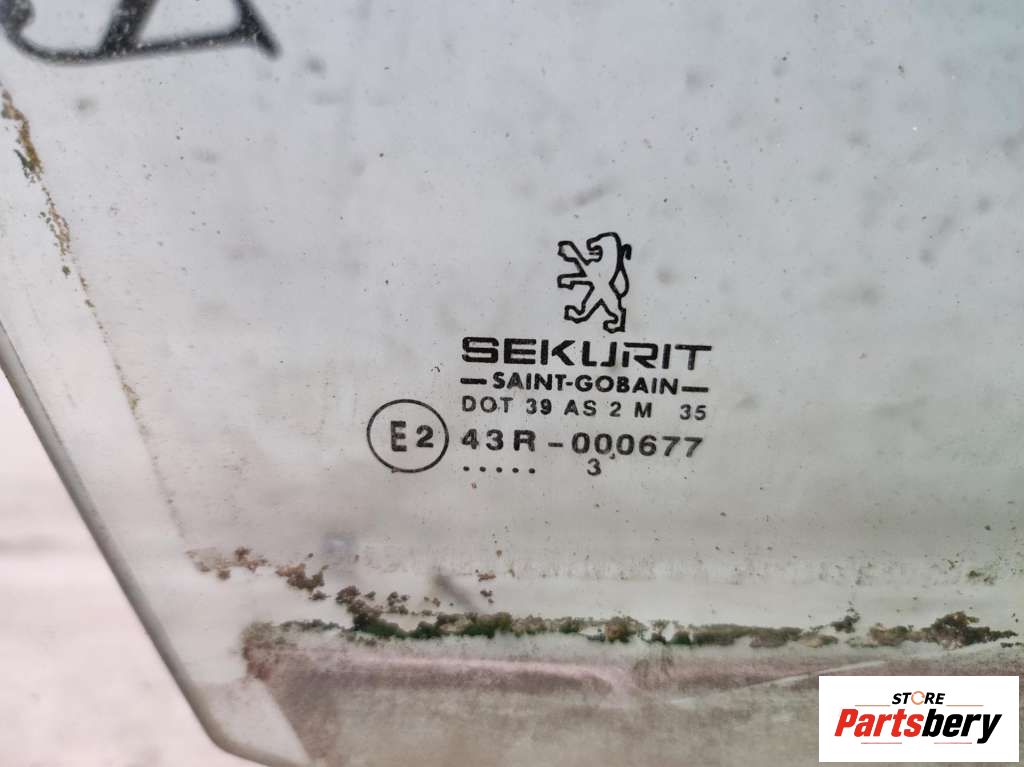 SEKURIT
SAINT-GOBAIN
DOT 39 AS 2 M 35
E2 43R-000677
..... 3
STORE
Partsbery